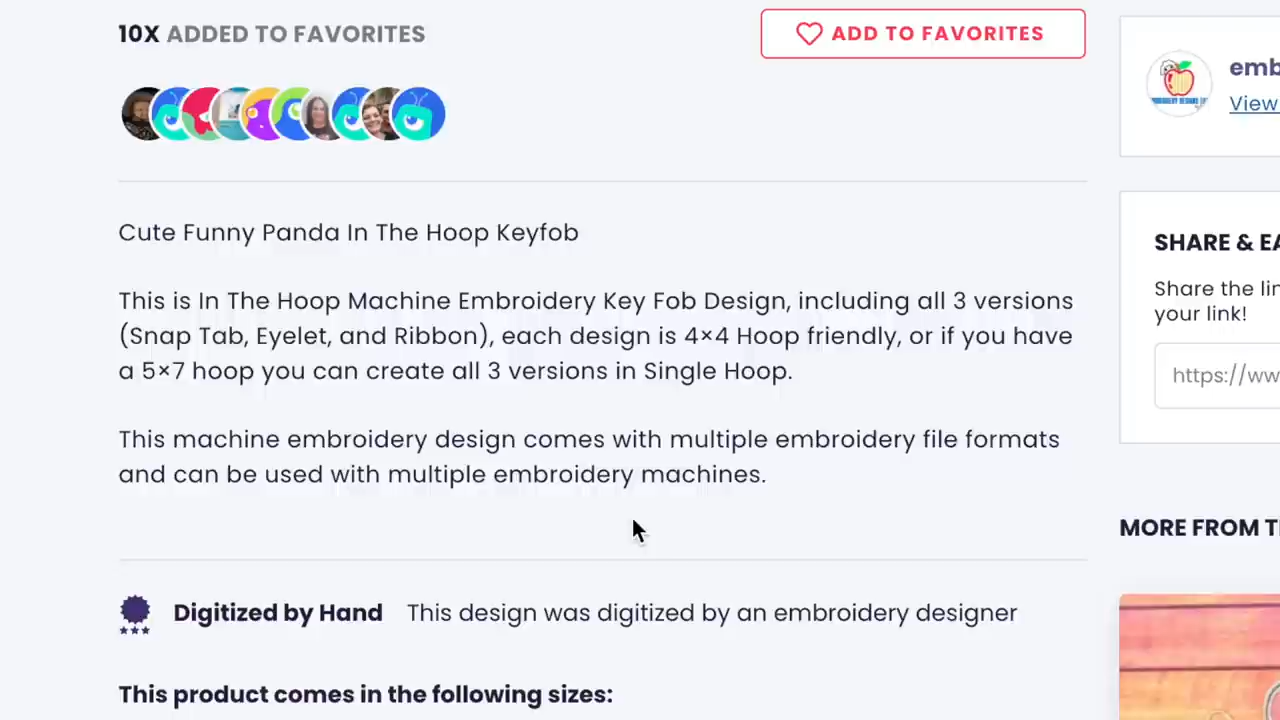 10X ADDED TO FAVORITES
ADD TO FAVORITES
Cute Funny Panda In The Hoop Keyfob
This is In The Hoop Machine Embroidery Key Fob Design, including all 3 versions
(Snap Tab, Eyelet, and Ribbon), each design is 4×4 Hoop friendly, or if you have
a 5×7 hoop you can create all 3 versions in Single Hoop.
This machine embroidery design comes with multiple embroidery file formats
and can be used with multiple embroidery machines.
Digitized by Hand This design was digitized by an embroidery designer
This product comes in the following sizes:
emb
View
SHARE & EA
Share the lin
your link!
https://ww
MORE FROM T